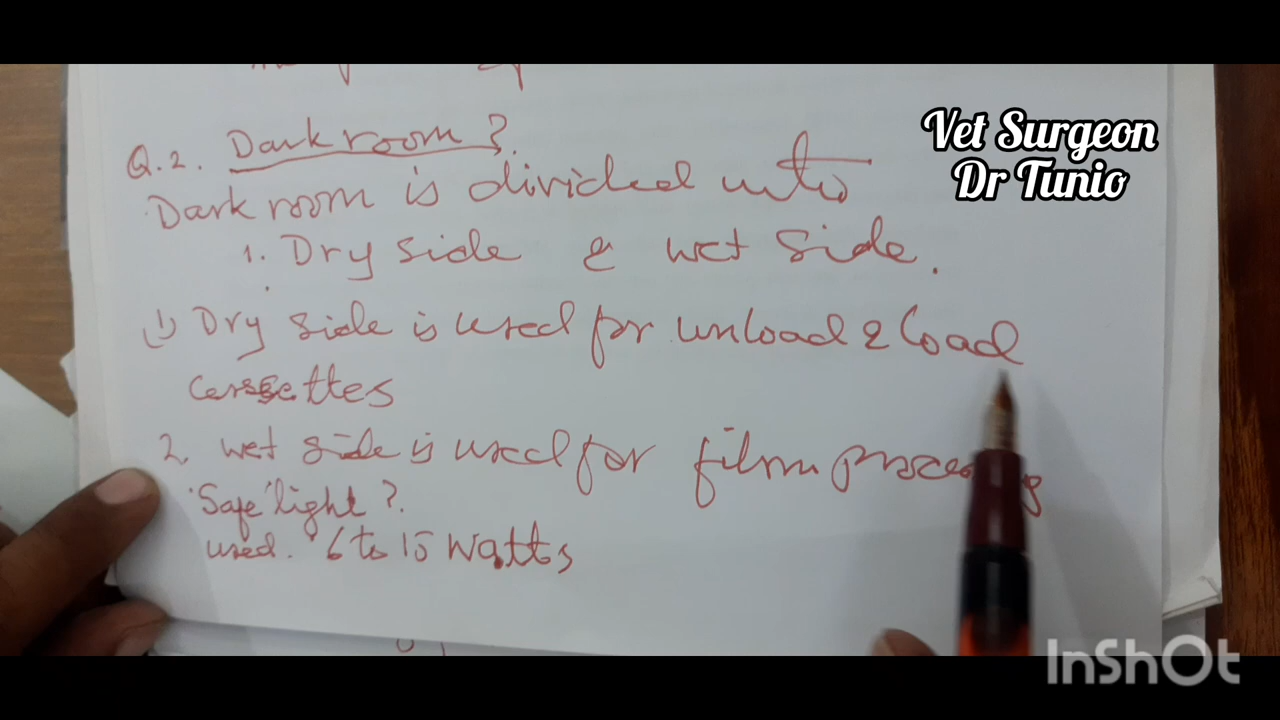 Vet Surgeon
Dr Tunio
Q.2. Dark room?
Dark room is divided into
1. Dry side & wet side.
(1) Dry side is used for unload & load
Cassettes
2. wet side is used for film
"Safe" light?
used. 6 to 15 watts
InShOt